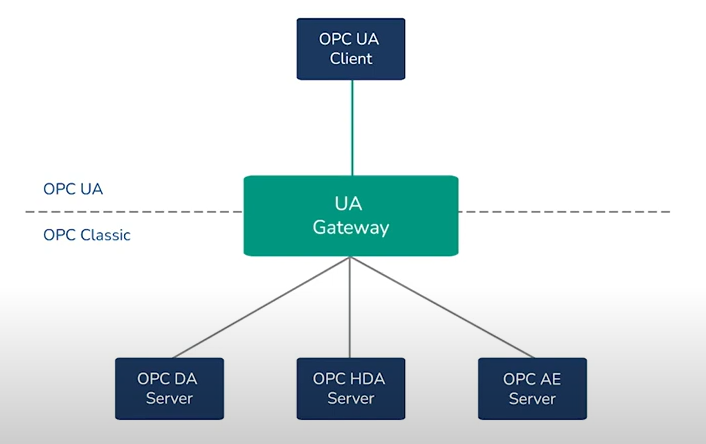 OPC UA
Client
OPC UA
UA
Gateway
OPC Classic
OPC DA
Server
OPC HDA
Server
OPC AE
Server